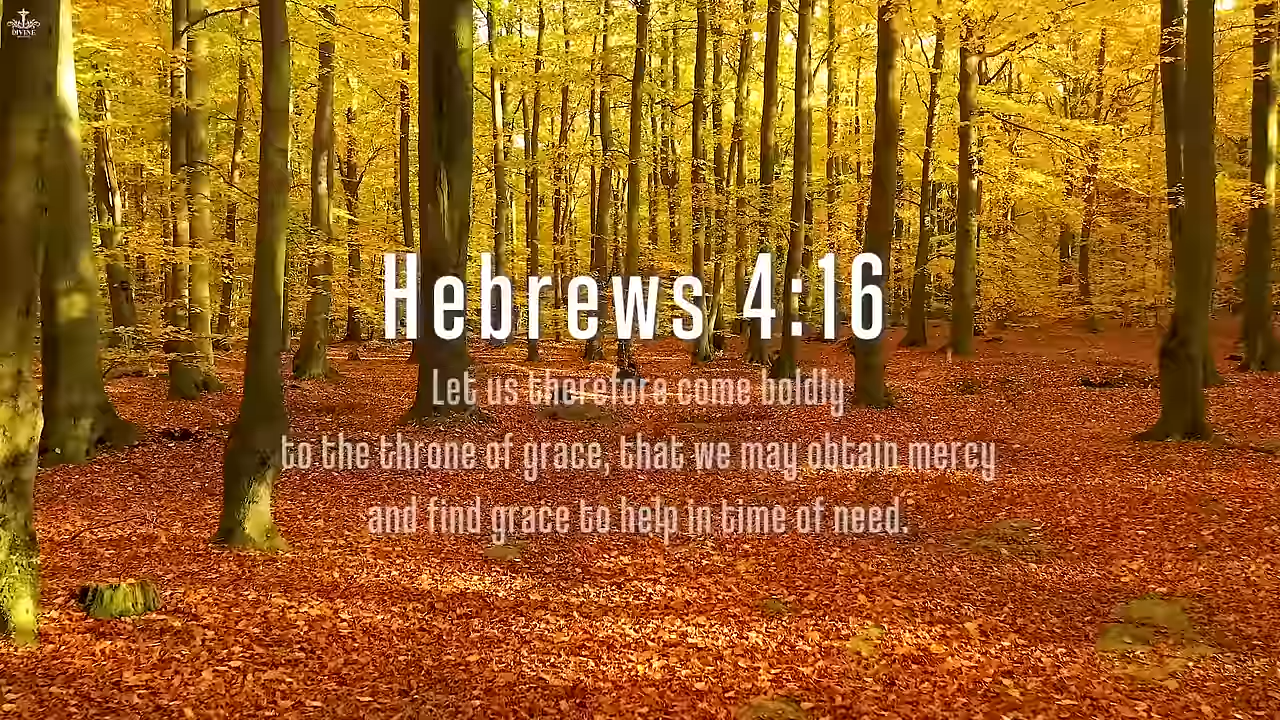 DIVINE
Hebrews 4:16
Let us therefore come boldly
to the throne of grace, that we may obtain mercy
and find grace to help in time of need.